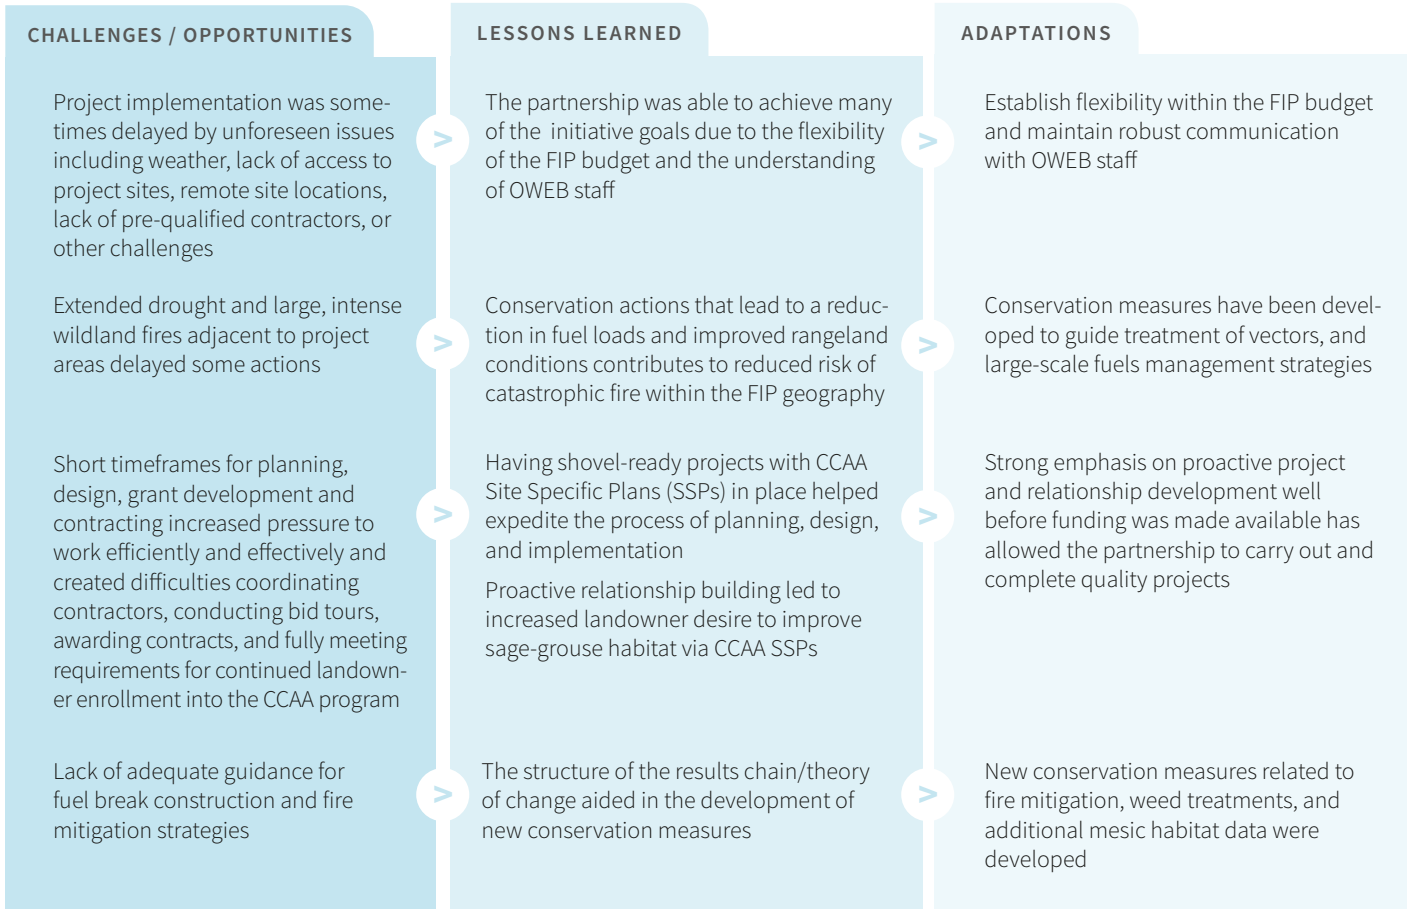 CHALLENGES / OPPORTUNITIES
LESSONS LEARNED
ADAPTATIONS
Project implementation was some-
times delayed by unforeseen issues
including weather, lack of access to
project sites, remote site locations,
lack of pre-qualified contractors, or
other challenges
>
The partnership was able to achieve many
of the initiative goals due to the flexibility
of the FIP budget and the understanding
of OWEB staff
>
Establish flexibility within the FIP budget
and maintain robust communication
with OWEB staff
Extended drought and large, intense
wildland fires adjacent to project
areas delayed some actions
>
Conservation actions that lead to a reduc-
tion in fuel loads and improved rangeland
conditions contributes to reduced risk of
catastrophic fire within the FIP geography
>
Conservation measures have been devel-
oped to guide treatment of vectors, and
large-scale fuels management strategies
Short timeframes for planning,
design, grant development and
contracting increased pressure to
work efficiently and effectively and
created difficulties coordinating
contractors, conducting bid tours,
awarding contracts, and fully meeting
requirements for continued landown-
er enrollment into the CCAA program
>
Having shovel-ready projects with CCAA
Site Specific Plans (SSPs) in place helped
expedite the process of planning, design,
and implementation
Proactive relationship building led to
increased landowner desire to improve
sage-grouse habitat via CCAA SSPs
>
Strong emphasis on proactive project
and relationship development well
before funding was made available has
allowed the partnership to carry out and
complete quality projects
Lack of adequate guidance for
fuel break construction and fire
mitigation strategies
>
The structure of the results chain/theory
of change aided in the development of
new conservation measures
>
New conservation measures related to
fire mitigation, weed treatments, and
additional mesic habitat data were
developed